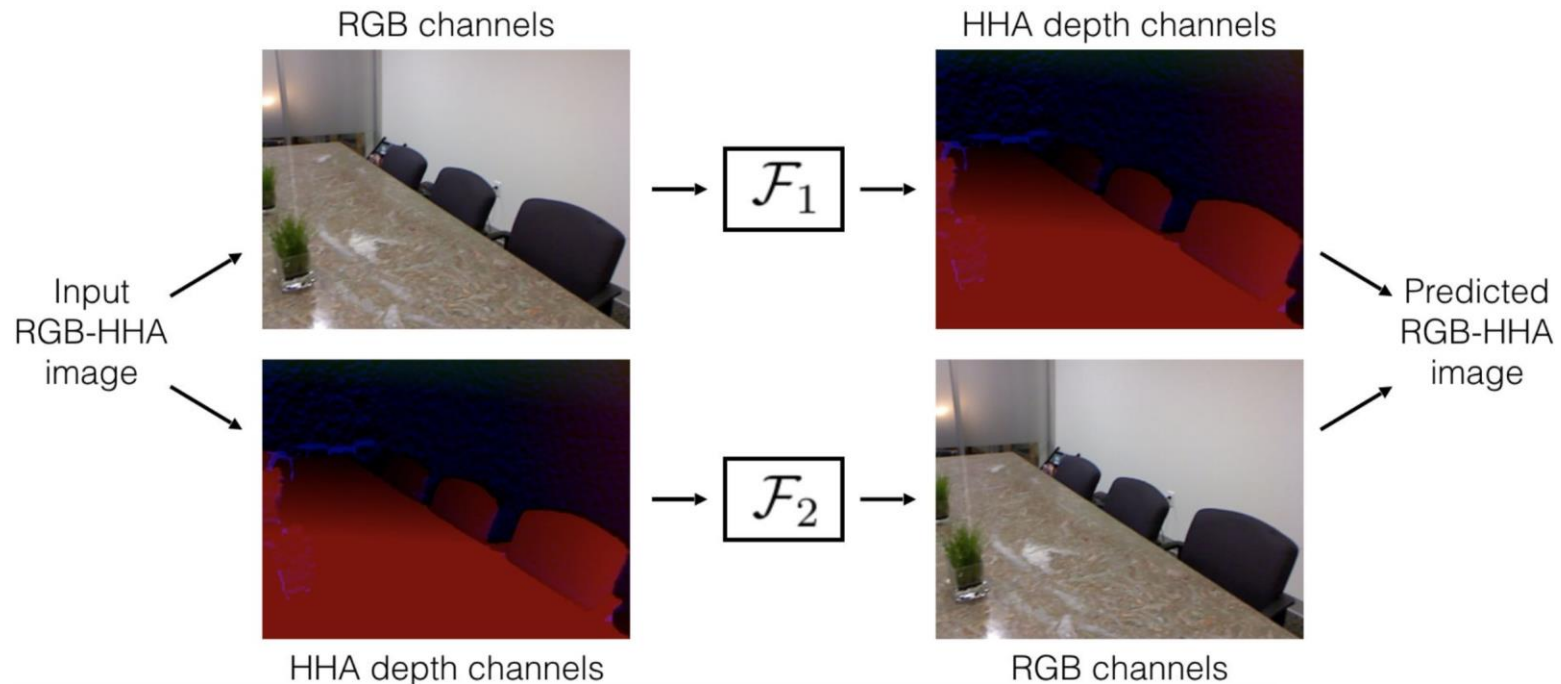 RGB channels
HHA depth channels
Input
RGB-HHA
image
F₁
Predicted
RGB-HHA
image
F₂
HHA depth channels
RGB channels